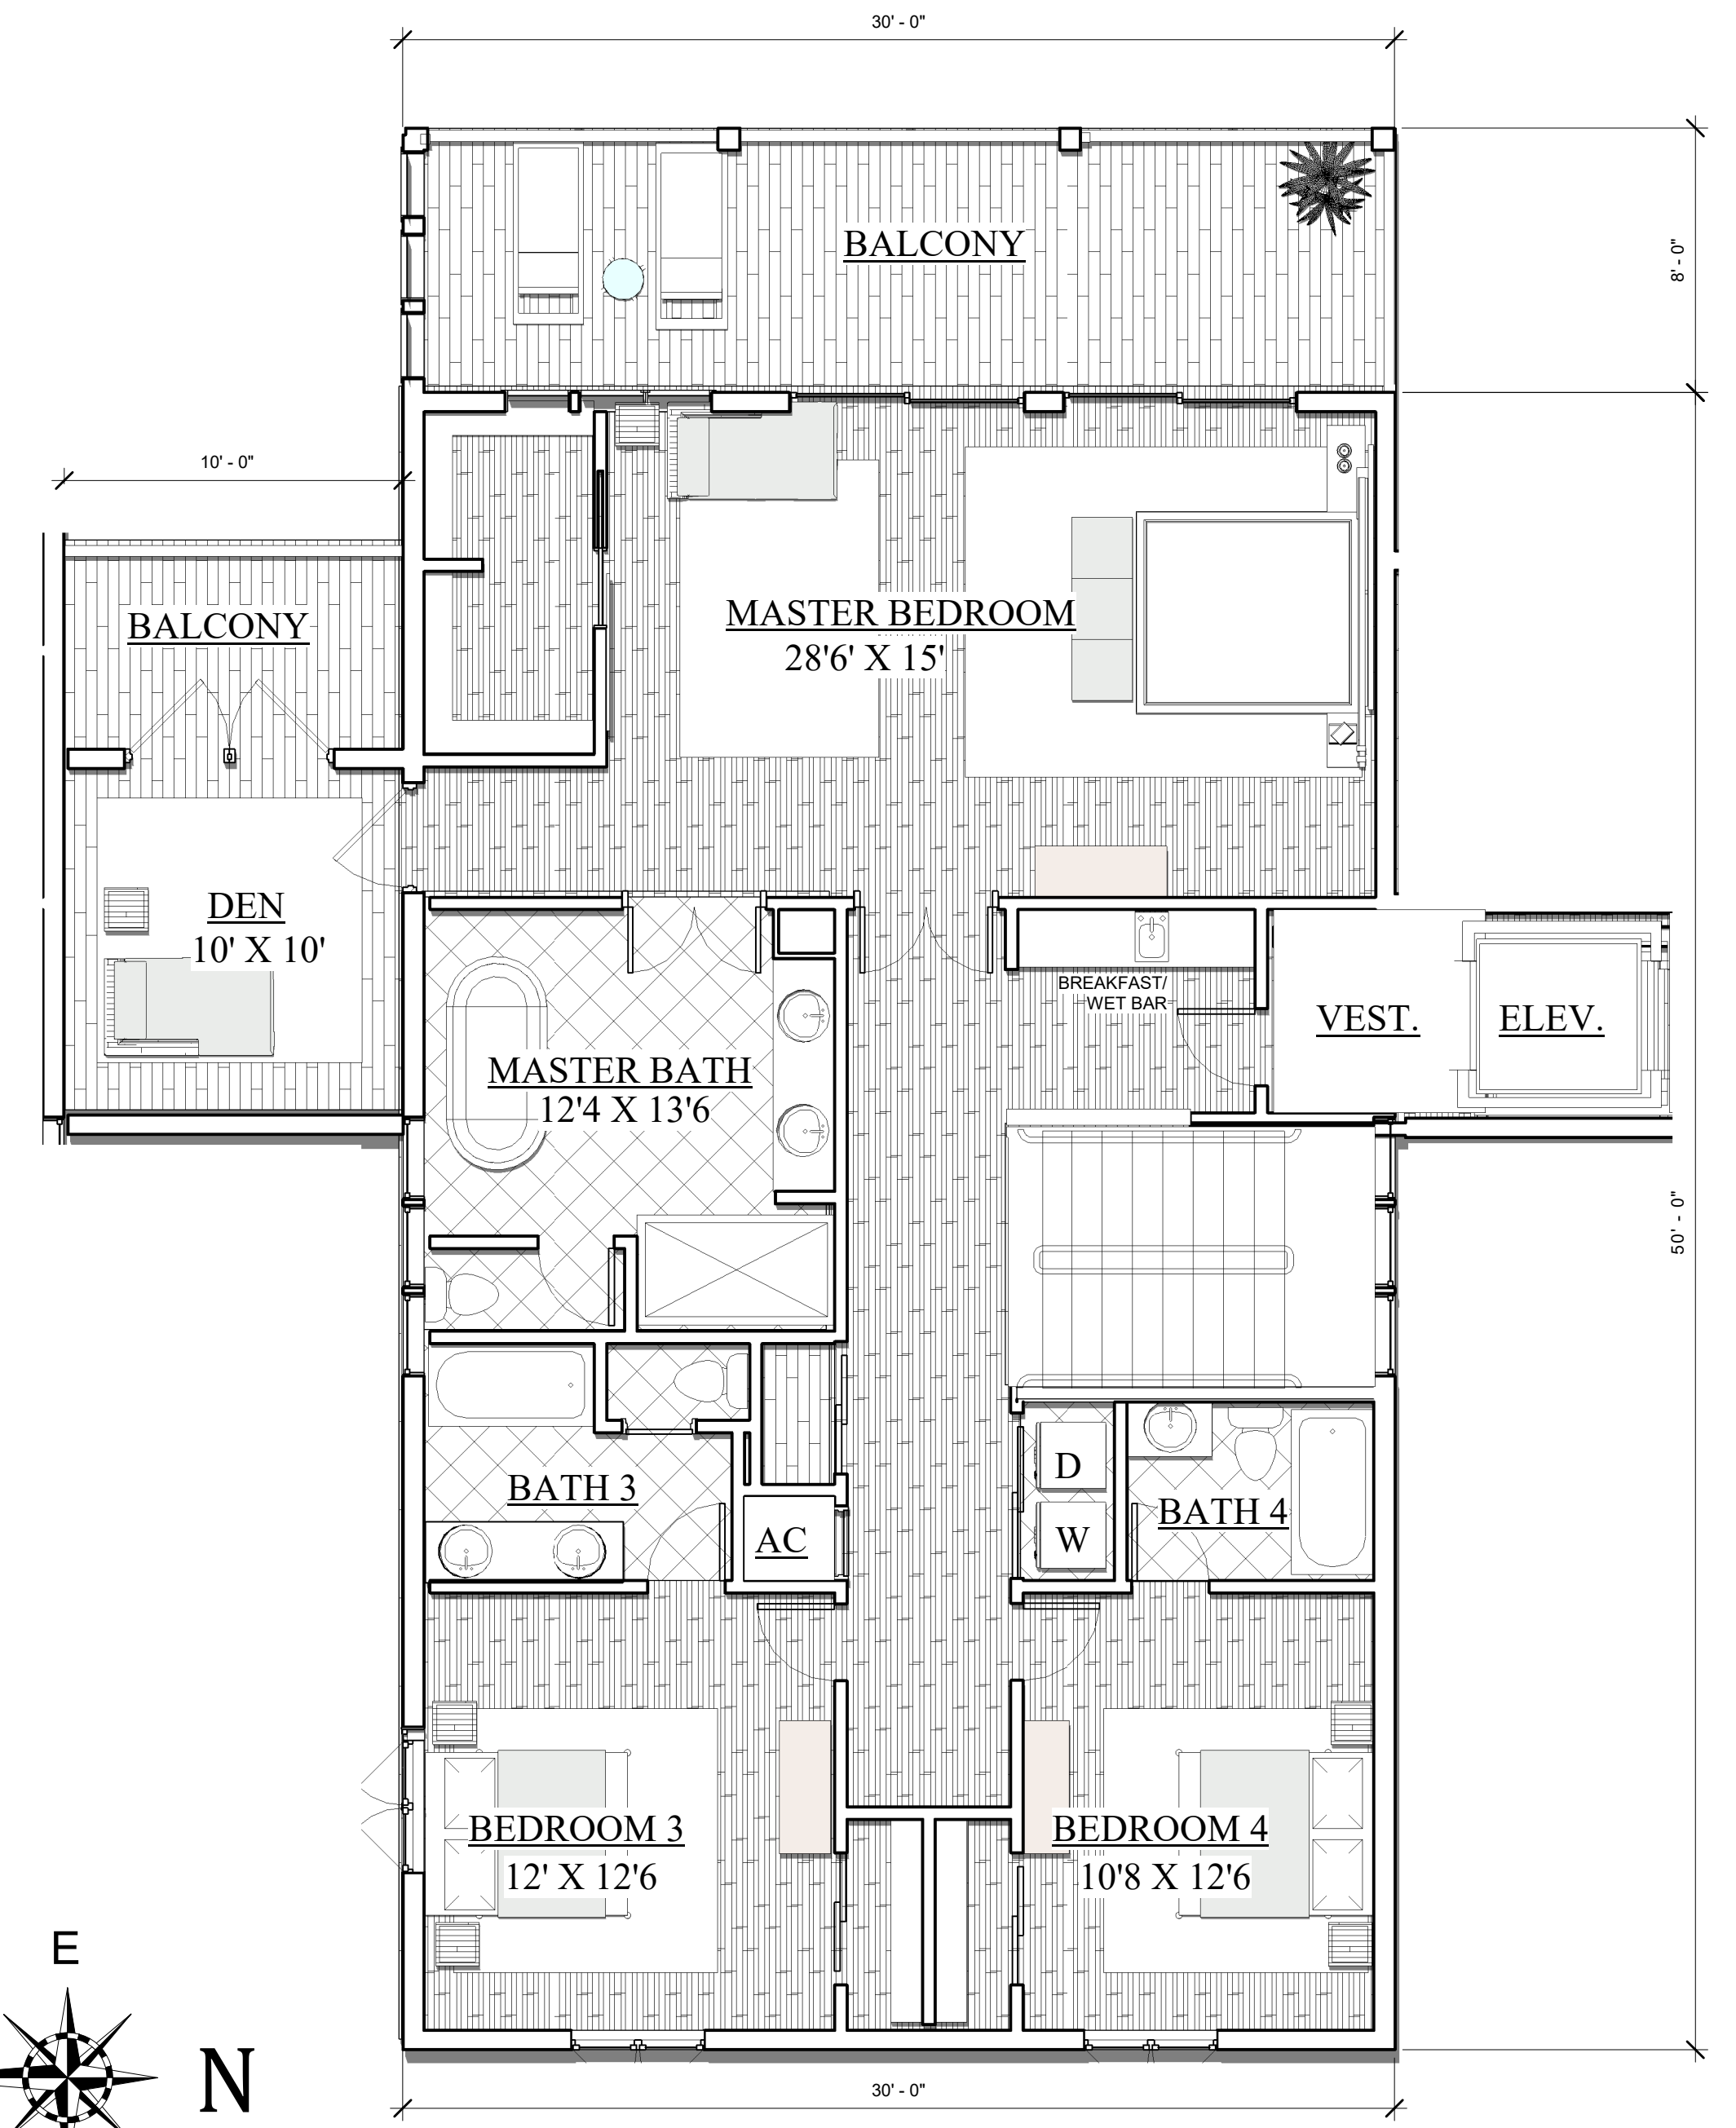 30' - 0"
BALCONY
8' - 0"
10' - 0"
BALCONY
MASTER BEDROOM
28'6' X 15'
DEN
10' X 10'
BREAKFAST/
WET BAR
VEST.
ELEV.
MASTER BATH
12'4 X 13'6
50' - 0"
D
BATH 3
BATH 4
AC
W
BEDROOM 3
12' X 12'6
BEDROOM 4
10'8 X 12'6
E
N
30' - 0"